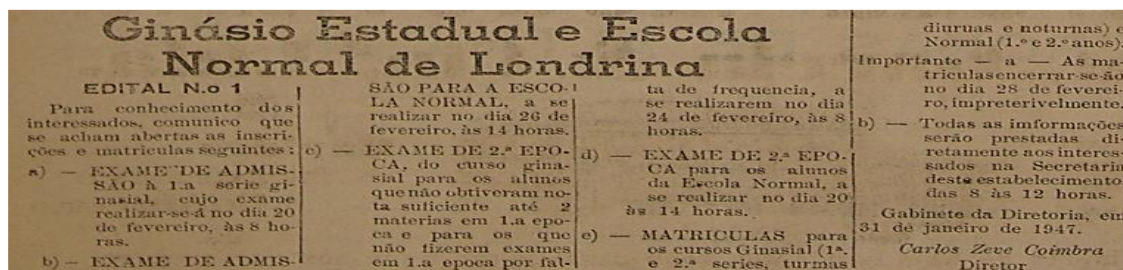 Ginásio Estadual e Escola
Normal de Londrina
EDITAL N.o 1
Para conhecimento dos
interessados, comunico que
se acham abertas as inscri-
ções e matriculas seguintes:
a) — EXAME DE ADMIS-
SÃO à 1.a serie gi-
nasial, cujo exame
realizar-se-á no dia 20
de fevereiro, às 8 ho-
ras.
b) — EXAME DE ADMIS-
SÃO PARA A ESCO-
LA NORMAL, a se
realizar no dia 26 de
fevereiro, às 14 horas.
c) — EXAME DE 2.ª EPO-
CA, do curso gina-
sial para os alunos
que não obtiveram no-
ta suficiente até 2
materias em 1.a epo-
ca e para os que
não fizerem exames
em 1.a epoca por fal-
ta de frequencia, a
se realizarem no dia
24 de fevereiro, às 8
horas.
d) — EXAME DE 2.ª EPO-
CA para os alunos
da Escola Normal, a
se realizar no dia 20
às 14 horas.
e) — MATRICULAS para
os cursos Ginasial (1ª.
e 2.ª series, turmas
diurnas e noturnas) e
Normal (1.º e 2.º anos).
Importante — a — As ma-
triculas encerrar-se-ão
no dia 28 de feverei-
ro, impreterivelmente.
b) — Todas as imformações
serão prestadas di-
retamente aos interes-
sados na Secretaria
deste estabelecimento
das 8 às 12 horas.
Gabinete da Diretoria, em
31 de janeiro de 1947.
Carlos Zeve Coimbra
Diretor